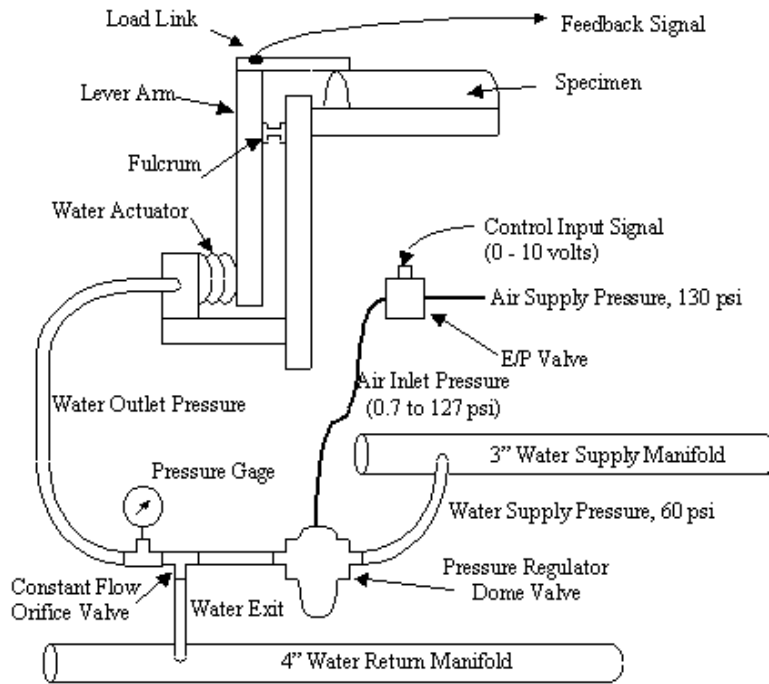 Load Link
Feedback Signal
Lever Arm
Specimen
Fulcrum
Water Actuator
Control Input Signal
(0 - 10 volts)
Air Supply Pressure, 130 psi
E/P Valve
Air Inlet Pressure
(0.7 to 127 psi)
Water Outlet Pressure
3” Water Supply Manifold
Pressure Gage
Water Supply Pressure, 60 psi
Pressure Regulator
Dome Valve
Constant Flow
Orifice Valve
Water Exit
4” Water Return Manifold